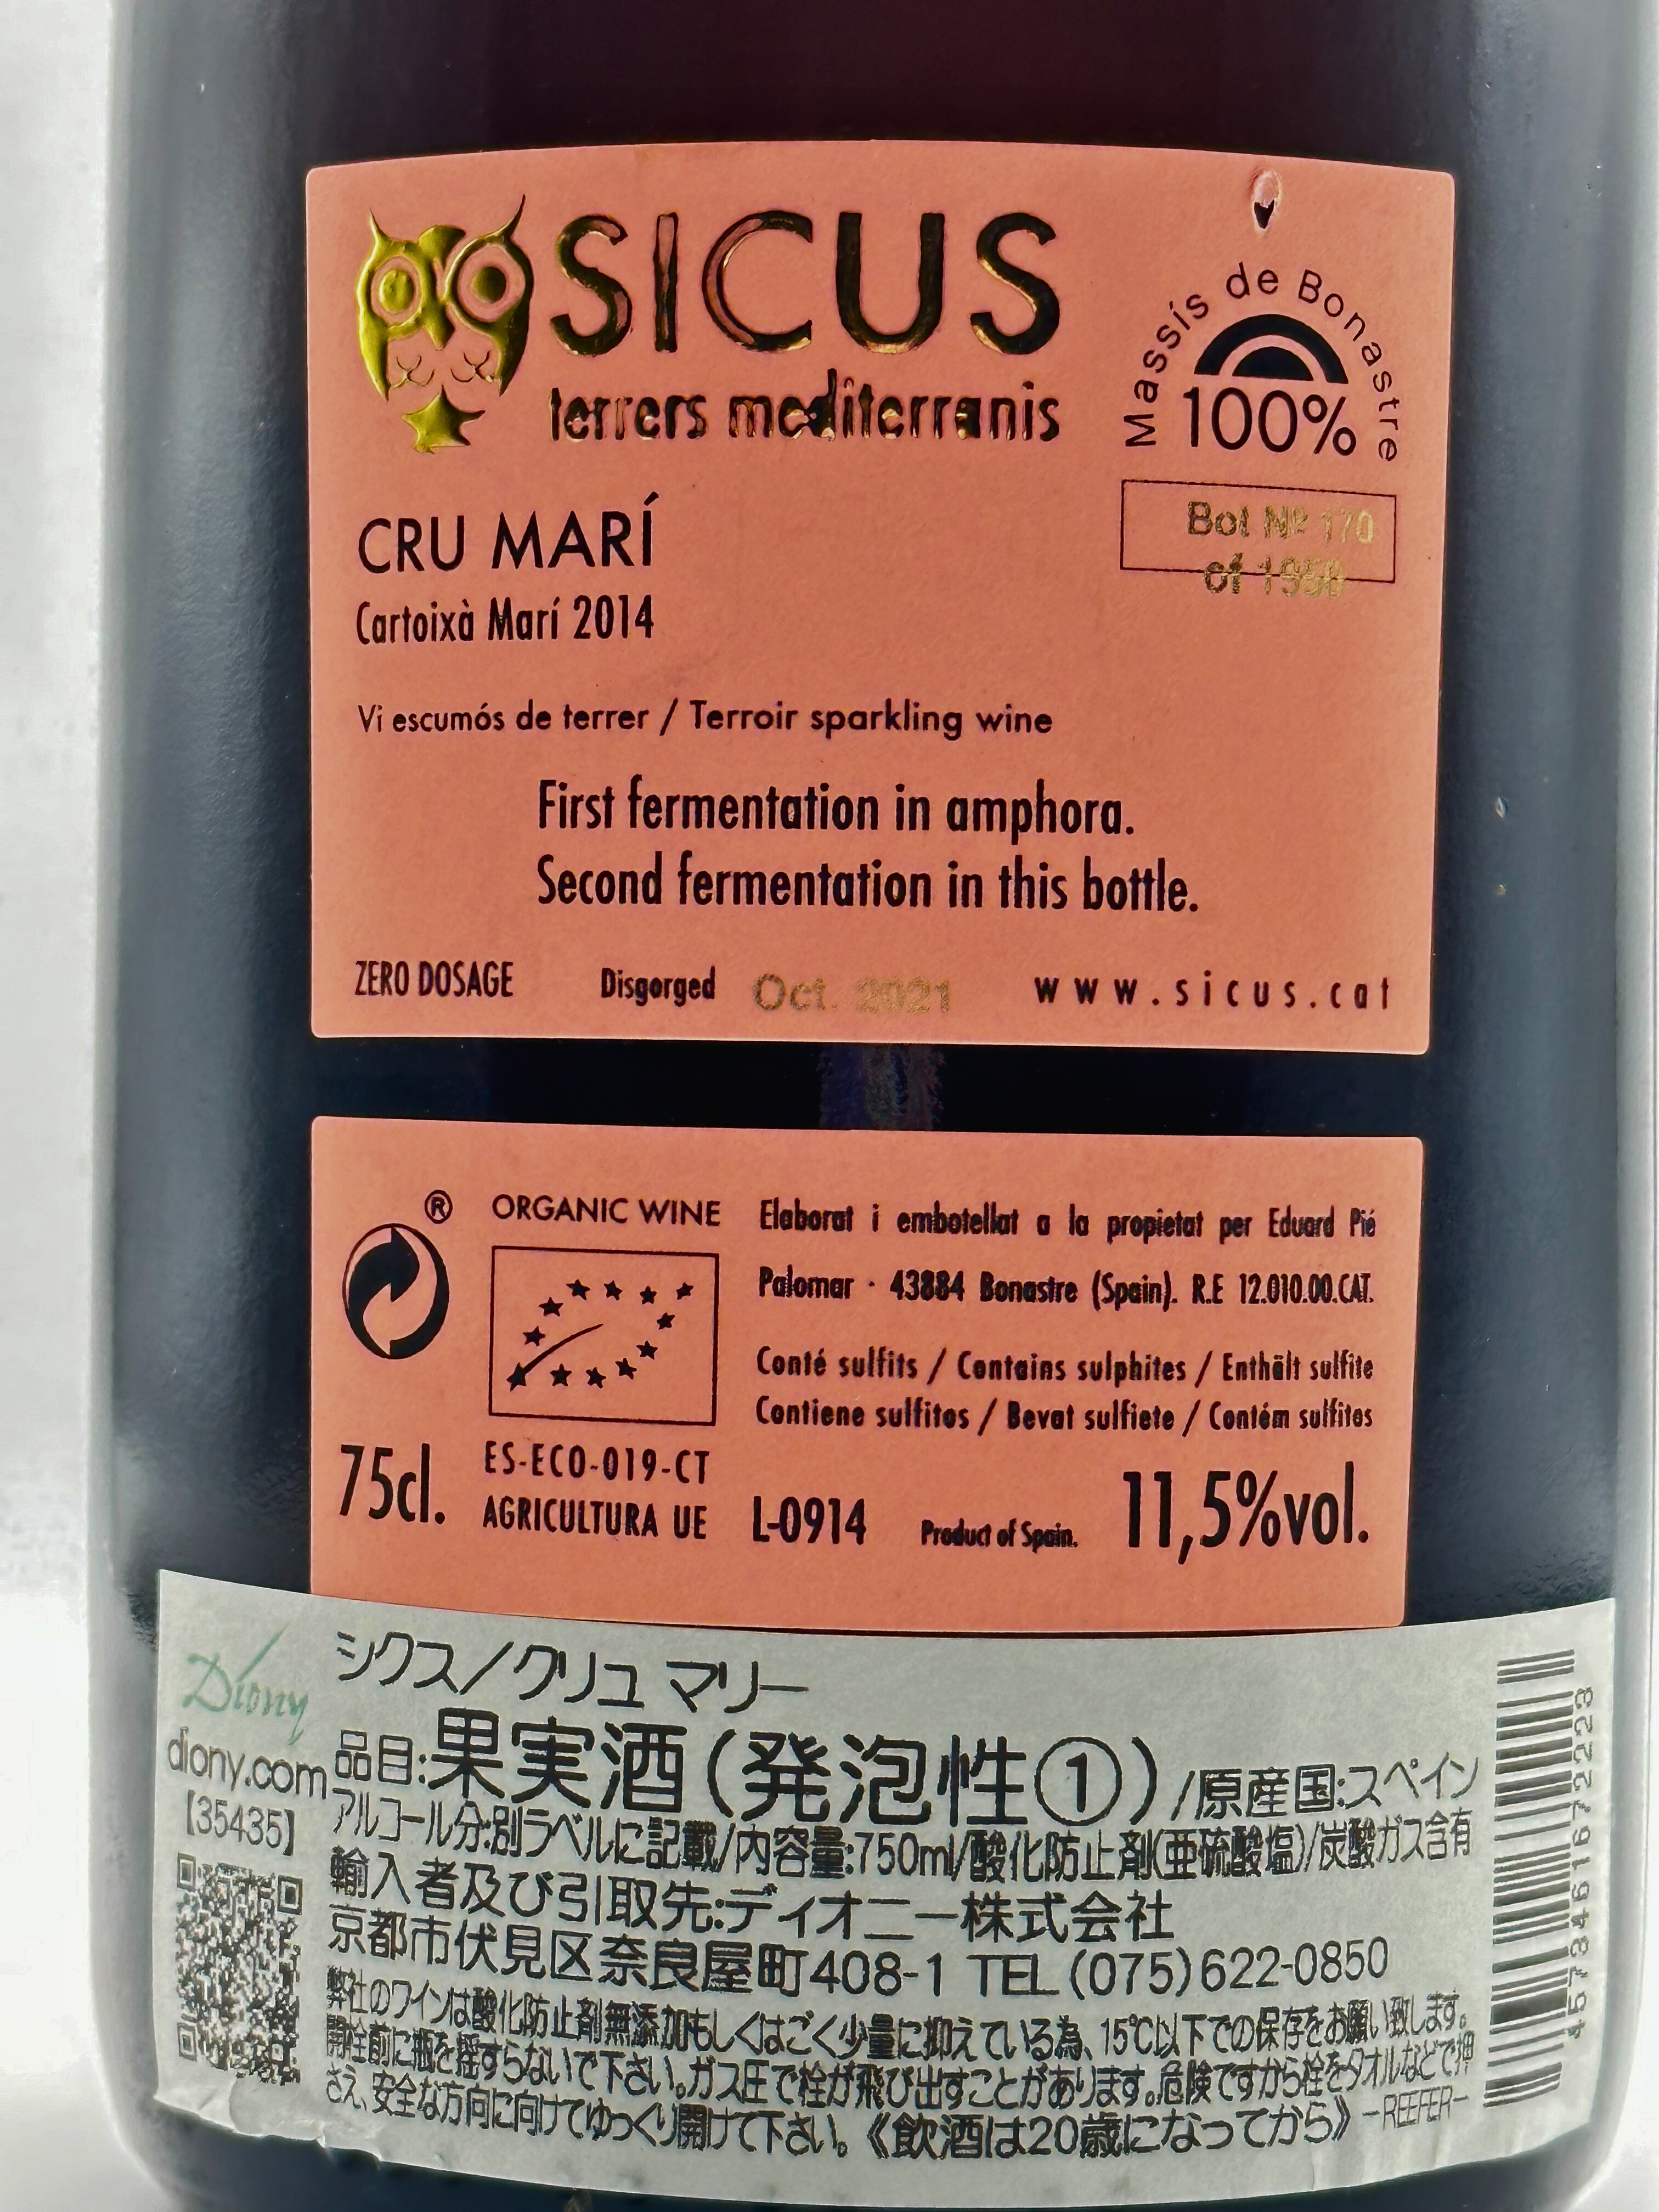 SICUS
terrers mediterranis
Massís de Bonastre
100%
Bot Nº 170
of 1950
CRU MARÍ
Cartoixà Marí 2014
Vi escumós de terrer / Terroir sparkling wine
First fermentation in amphora.
Second fermentation in this bottle.
ZERO DOSAGE Disgorged Oct. 2021 www.sicus.cat
® ORGANIC WINE
Elaborat i embotellat a la propietat per Eduard Pié
Palomar · 43884 Bonastre (Spain). R.E 12.010.00.CAT.
Conté sulfits / Contains sulphites / Enthält sulfite
Contiene sulfitos / Bevat sulfiete / Contém sulfitos
75cl.
ES-ECO-019-CT
AGRICULTURA UE
L-0914 Product of Spain. 11,5%vol.
Diony
diony.com
【35435】
シクス/クリュ マリー
品目:果実酒(発泡性①)/原産国:スペイン
アルコール分:別ラベルに記載/内容量:750ml/酸化防止剤(亜硫酸塩)/炭酸ガス含有
輸入者及び引取先:ディオニー株式会社
京都市伏見区奈良屋町408-1 TEL(075)622-0850
弊社のワインは酸化防止剤無添加もしくはごく少量に抑えている為、15℃以下での保存をお願い致します。
開栓前に瓶を揺すらないで下さい。ガス圧で栓が飛び出すことがあります。危険ですから栓をタオルなどで押
さえ、安全な方向に向けてゆっくり開けて下さい。《飲酒は20歳になってから》 -REEFER-
4573461672223